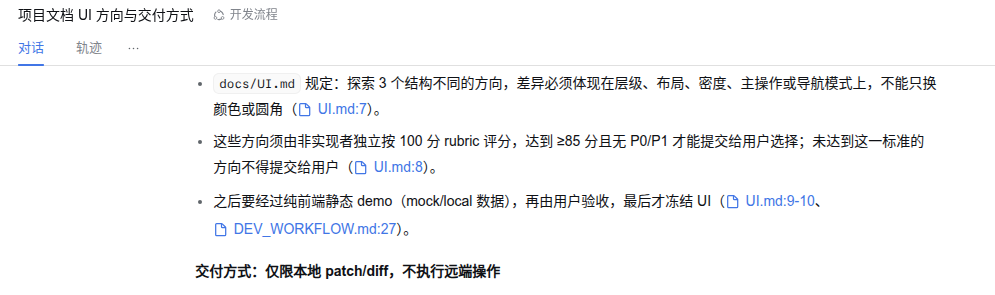 项目文档 UI 方向与交付方式 开发流程
对话 轨迹 ···
• docs/UI.md 规定：探索 3 个结构不同的方向，差异必须体现在层级、布局、密度、主操作或导航模式上，不能只换
颜色或圆角（ UI.md:7）。
• 这些方向须由非实现者独立按 100 分 rubric 评分，达到 ≥85 分且无 P0/P1 才能提交给用户选择；未达到这一标准的
方向不得提交给用户（ UI.md:8）。
• 之后要经过纯前端静态 demo（mock/local 数据），再由用户验收，最后才冻结 UI（ UI.md:9-10、
DEV_WORKFLOW.md:27）。
交付方式：仅限本地 patch/diff，不执行远端操作